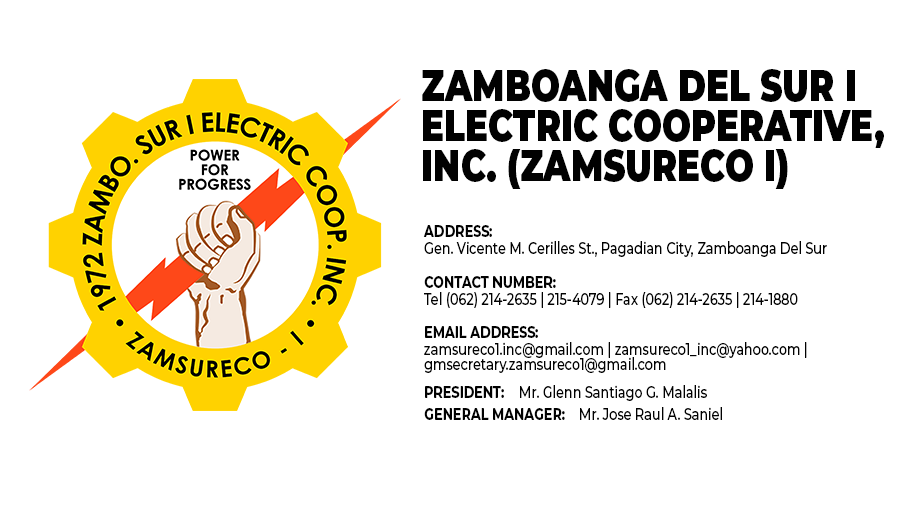 1972 ZAMBO. SUR I ELECTRIC COOP. INC.
POWER
FOR
PROGRESS
• ZAMSURECO - I •
ZAMBOANGA DEL SUR I
ELECTRIC COOPERATIVE,
INC. (ZAMSURECO I)
ADDRESS:
Gen. Vicente M. Cerilles St., Pagadian City, Zamboanga Del Sur
CONTACT NUMBER:
Tel (062) 214-2635 | 215-4079 | Fax (062) 214-2635 | 214-1880
EMAIL ADDRESS:
zamsureco1.inc@gmail.com | zamsureco1_inc@yahoo.com |
gmsecretary.zamsureco1@gmail.com
PRESIDENT: Mr. Glenn Santiago G. Malalis
GENERAL MANAGER: Mr. Jose Raul A. Saniel